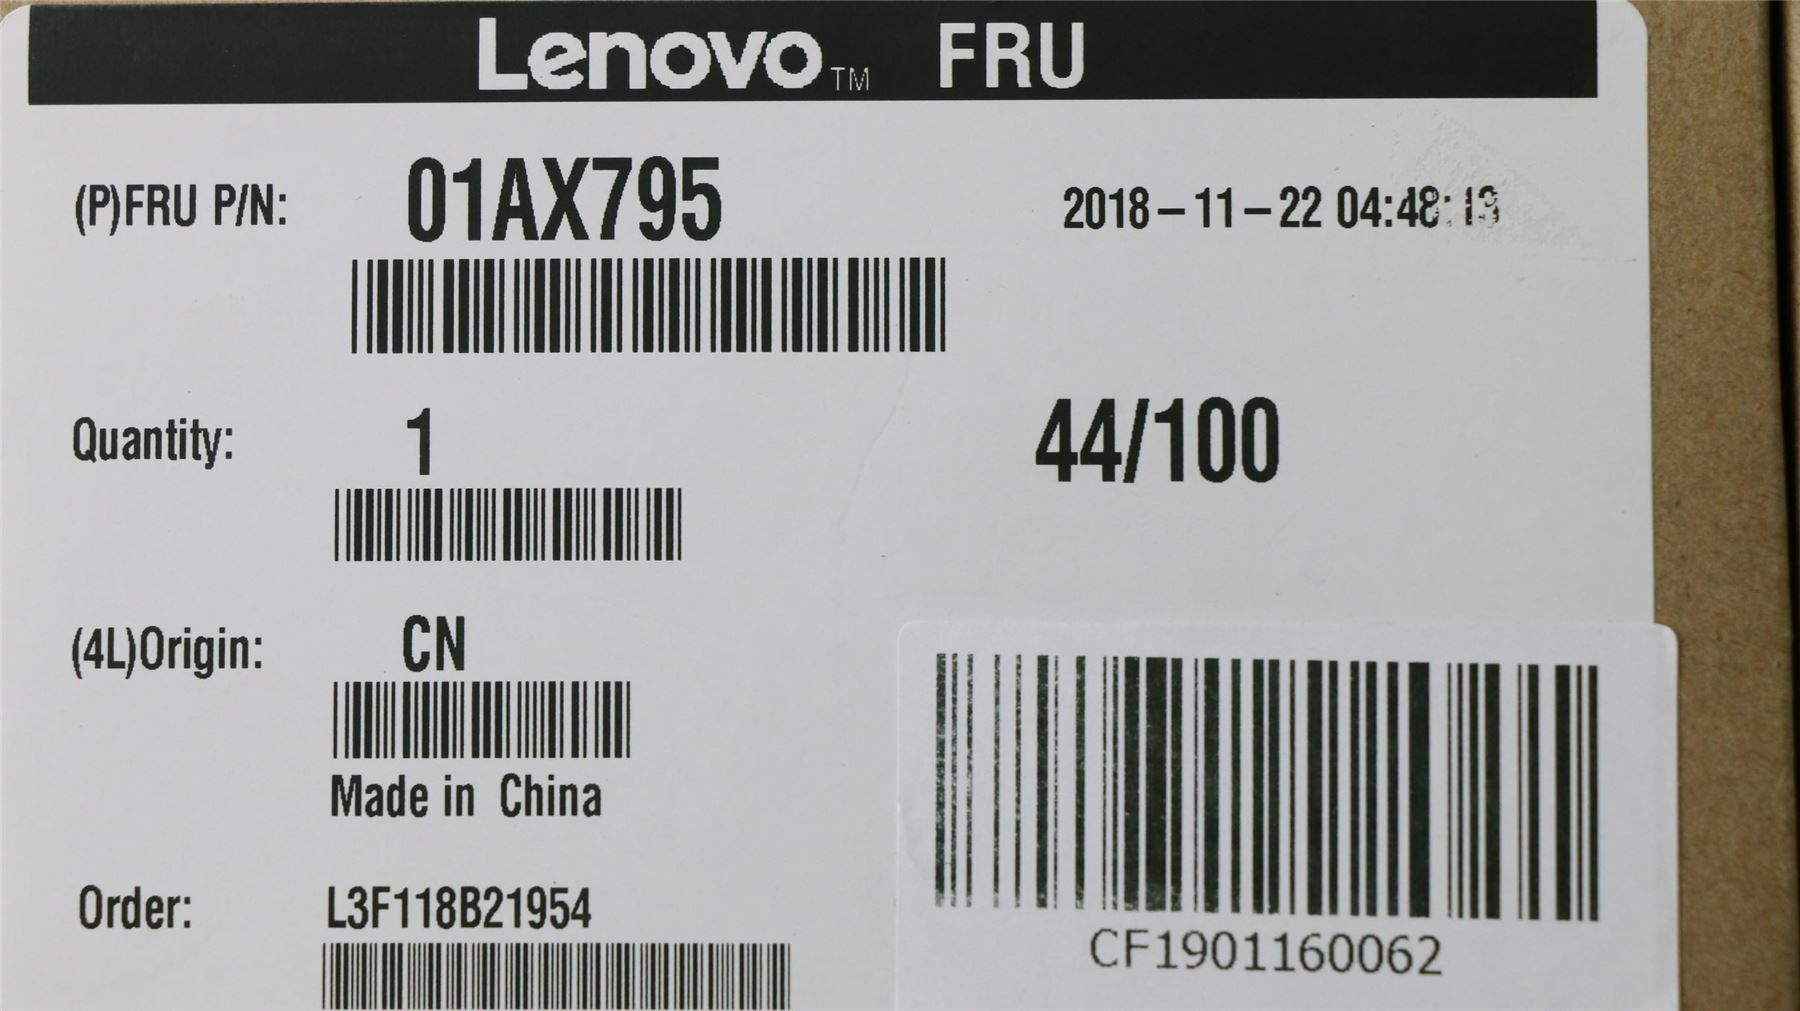 Lenovo™ FRU
(P)FRU P/N: 01AX795 2018-11-22 04:48:13
Quantity: 1 44/100
(4L)Origin: CN
Made in China
Order: L3F118B21954
CF1901160062